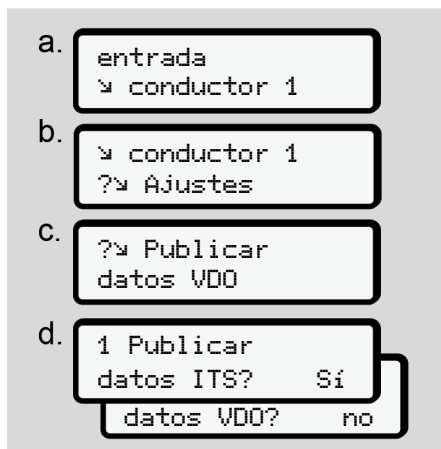 a.
entrada
↘ conductor 1
b.
↘ conductor 1
?↘ Ajustes
c.
?↘ Publicar
datos VDO
d.
1 Publicar
datos ITS? Sí
datos VDO? no